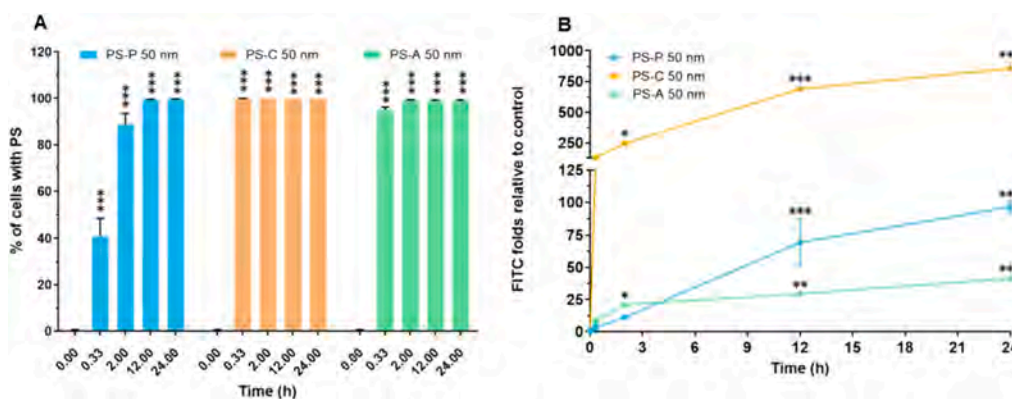 A
PS-P 50 nm PS-C 50 nm PS-A 50 nm
% of cells with PS
120
100
80
60
40
20
0
*** *** *** ***
*** *** *** ***
*** *** *** ***
0.00 0.33 2.00 12.00 24.00 0.00 0.33 2.00 12.00 24.00 0.00 0.33 2.00 12.00 24.00
Time (h)
B
PS-P 50 nm
PS-C 50 nm
PS-A 50 nm
FITC folds relative to control
1000
750
500
250
125
100
75
50
25
0
* *** **
*** **
* ** **
0 3 6 9 12 15 18 21 24
Time (h)